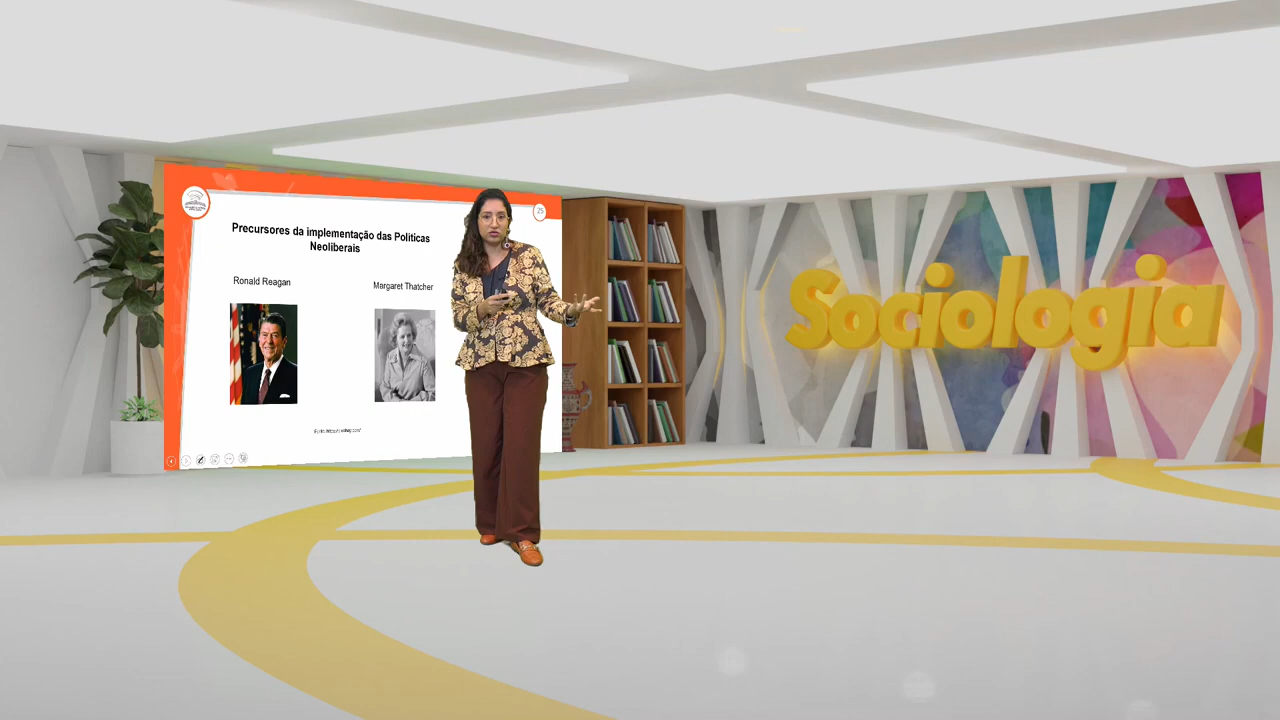 Precursores da implementação das Políticas
Neoliberais
25
Ronald Reagan
Margaret Thatcher
Sociologia